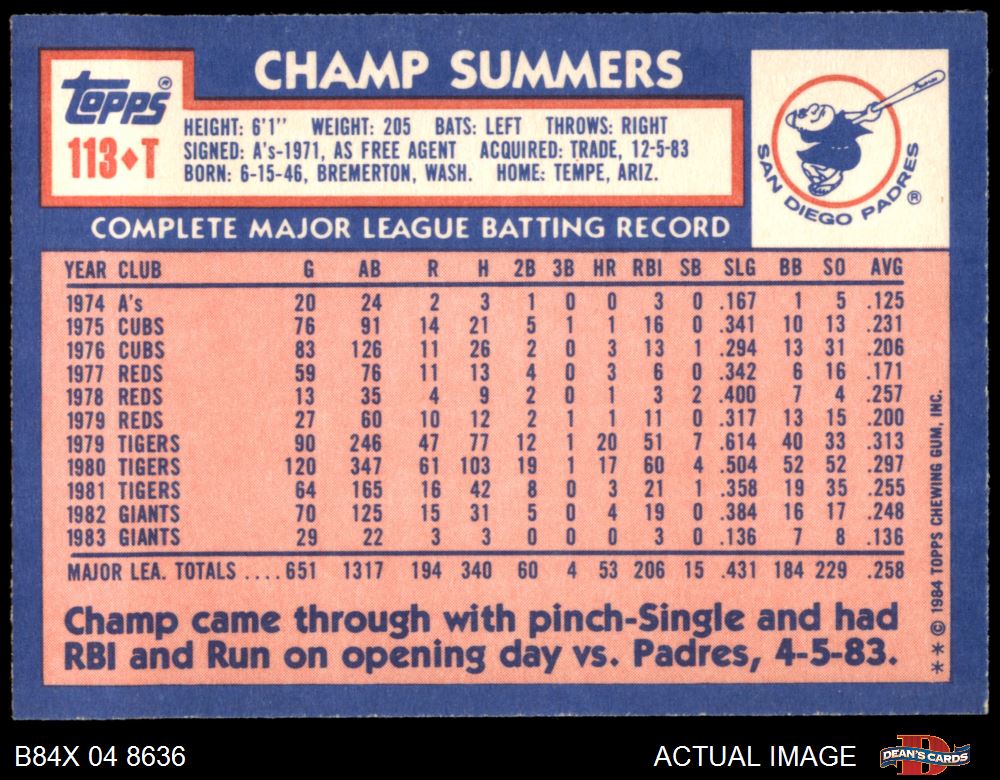 Topps®
113♦T
CHAMP SUMMERS
HEIGHT: 6'1" WEIGHT: 205 BATS: LEFT THROWS: RIGHT
SIGNED: A's-1971, AS FREE AGENT ACQUIRED: TRADE, 12-5-83
BORN: 6-15-46, BREMERTON, WASH. HOME: TEMPE, ARIZ.
SAN DIEGO PADRES ®
COMPLETE MAJOR LEAGUE BATTING RECORD
YEAR CLUB G AB R H 2B 3B HR RBI SB SLG BB SO AVG
1974 A's 20 24 2 3 1 0 0 3 0 .167 1 5 .125
1975 CUBS 76 91 14 21 5 1 1 16 0 .341 10 13 .231
1976 CUBS 83 126 11 26 2 0 3 13 1 .294 13 31 .206
1977 REDS 59 76 11 13 4 0 3 6 0 .342 6 16 .171
1978 REDS 13 35 4 9 2 0 1 3 2 .400 7 4 .257
1979 REDS 27 60 10 12 2 1 1 11 0 .317 13 15 .200
1979 TIGERS 90 246 47 77 12 1 20 51 7 .614 40 33 .313
1980 TIGERS 120 347 61 103 19 1 17 60 4 .504 52 52 .297
1981 TIGERS 64 165 16 42 8 0 3 21 1 .358 19 35 .255
1982 GIANTS 70 125 15 31 5 0 4 19 0 .384 16 17 .248
1983 GIANTS 29 22 3 3 0 0 0 3 0 .136 7 8 .136
MAJOR LEA. TOTALS ....651 1317 194 340 60 4 53 206 15 .431 184 229 .258
Champ came through with pinch-Single and had
RBI and Run on opening day vs. Padres, 4-5-83.
** © 1984 TOPPS CHEWING GUM, INC.
B84X 04 8636
ACTUAL IMAGE
DEAN'S CARDS